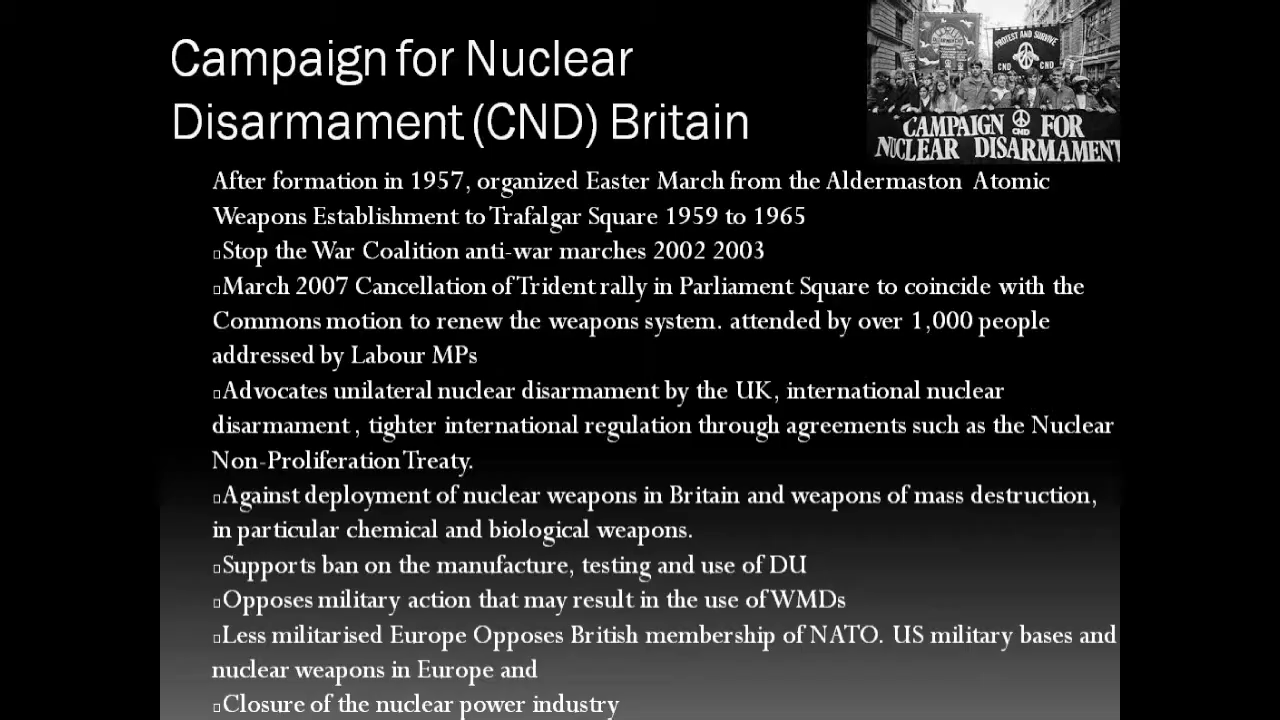 Campaign for Nuclear
Disarmament (CND) Britain
PROTEST AND SURVIVE
CND CND
CAMPAIGN CND FOR
NUCLEAR DISARMAMENT
After formation in 1957, organized Easter March from the Aldermaston Atomic
Weapons Establishment to Trafalgar Square 1959 to 1965
▯Stop the War Coalition anti-war marches 2002 2003
▯March 2007 Cancellation of Trident rally in Parliament Square to coincide with the
Commons motion to renew the weapons system. attended by over 1,000 people
addressed by Labour MPs
▯Advocates unilateral nuclear disarmament by the UK, international nuclear
disarmament , tighter international regulation through agreements such as the Nuclear
Non-Proliferation Treaty.
▯Against deployment of nuclear weapons in Britain and weapons of mass destruction,
in particular chemical and biological weapons.
▯Supports ban on the manufacture, testing and use of DU
▯Opposes military action that may result in the use of WMDs
▯Less militarised Europe Opposes British membership of NATO. US military bases and
nuclear weapons in Europe and
▯Closure of the nuclear power industry